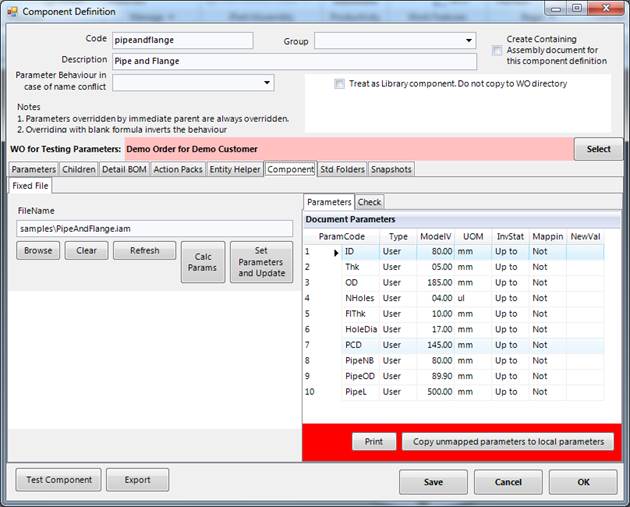 Component Definition
Code pipeandflange Group
Create Containing
Assembly document for
this component definition
Description Pipe and Flange
Parameter Behaviour in
case of name conflict
Treat as Library component. Do not copy to WO directory
Notes
1. Parameters overridden by immediate parent are always overridden.
2. Overriding with blank formula inverts the behaviour
WO for Testing Parameters: Demo Order for Demo Customer Select
Parameters Children Detail BOM Action Packs Entity Helper Component Std Folders Snapshots
Fixed File
FileName
samples\PipeAndFlange.iam
Browse Clear Refresh Calc Params Set Parameters and Update
Parameters Check
Document Parameters
ParamCode Type ModelV UOM InvStat Mappin NewVal
1 ID User 80.00 mm Up to Not
2 Thk User 05.00 mm Up to Not
3 OD User 185.00 mm Up to Not
4 NHoles User 04.00 ul Up to Not
5 FlThk User 10.00 mm Up to Not
6 HoleDia User 17.00 mm Up to Not
7 PCD User 145.00 mm Up to Not
8 PipeNB User 80.00 mm Up to Not
9 PipeOD User 89.90 mm Up to Not
10 PipeL User 500.00 mm Up to Not
Print Copy unmapped parameters to local parameters
Test Component Export Save Cancel OK